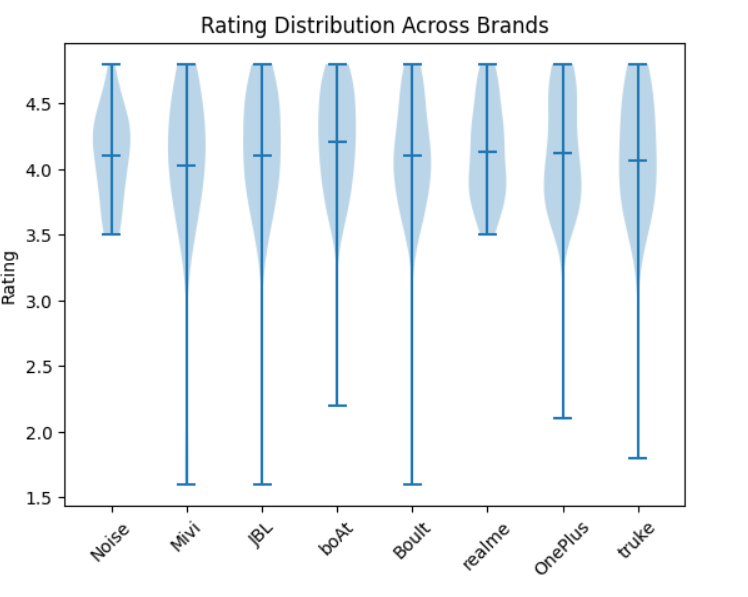 Rating Distribution Across Brands
Rating
4.5
4.0
3.5
3.0
2.5
2.0
1.5
Noise
Mivi
JBL
boAt
Boult
realme
OnePlus
truke